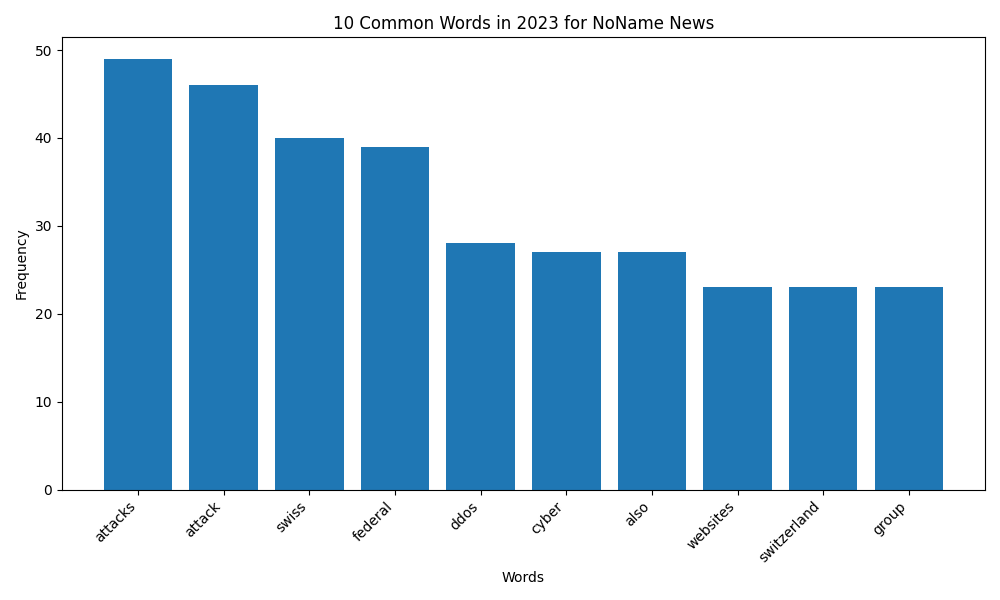 10 Common Words in 2023 for NoName News
Frequency
50
40
30
20
10
0
attacks
attack
swiss
federal
ddos
cyber
also
websites
switzerland
group
Words